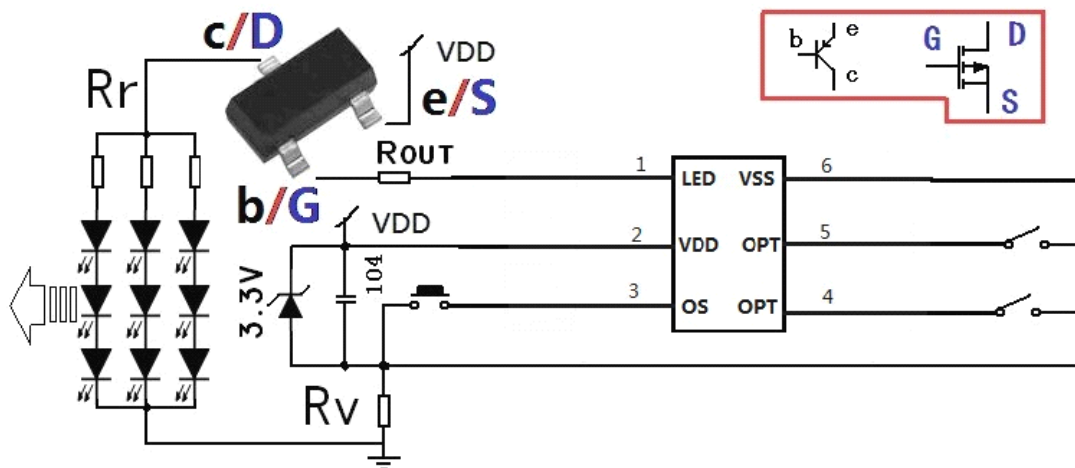 c/D
VDD
e/S
b
e
c
G
D
S
Rr
ROUT
b/G
1
LED
VSS
6
VDD
2
VDD
OPT
5
3.3V
104
3
OS
OPT
4
Rv